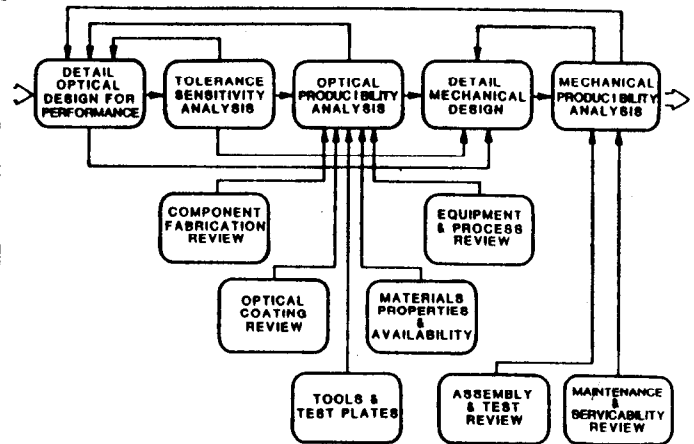 DETAIL
OPTICAL
DESIGN FOR
PERFORMANCE
TOLERANCE
SENSITIVITY
ANALYSIS
OPTICAL
PRODUCIBILITY
ANALYSIS
DETAIL
MECHANICAL
DESIGN
MECHANICAL
PRODUCIBILITY
ANALYSIS
COMPONENT
FABRICATION
REVIEW
EQUIPMENT
& PROCESS
REVIEW
OPTICAL
COATING
REVIEW
MATERIALS
PROPERTIES
&
AVAILABILITY
TOOLS &
TEST PLATES
ASSEMBLY
& TEST
REVIEW
MAINTENANCE
&
SERVICABILITY
REVIEW